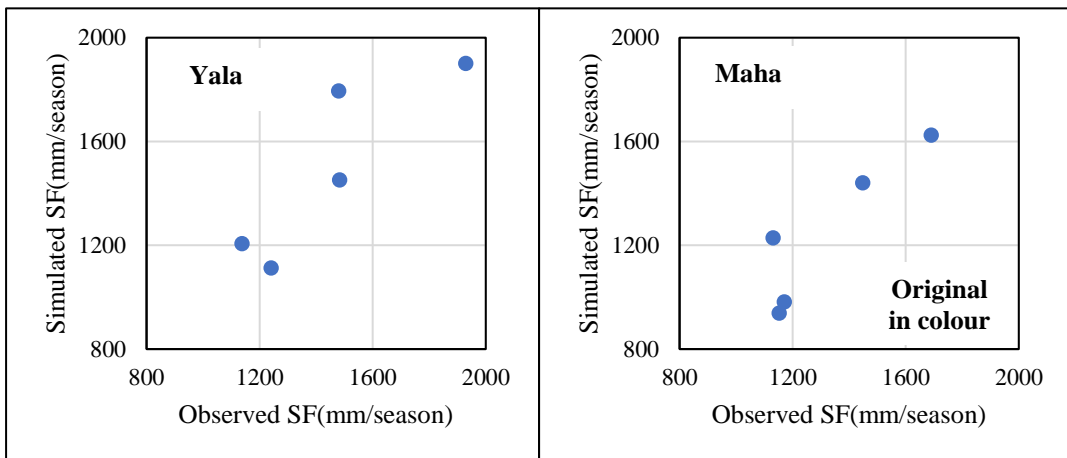 2000
Yala
1600
1200
800
800 1200 1600 2000
Simulated SF(mm/season)
Observed SF(mm/season)
2000
Maha
1600
1200
Original
in colour
800
800 1200 1600 2000
Simulated SF(mm/season)
Observed SF(mm/season)